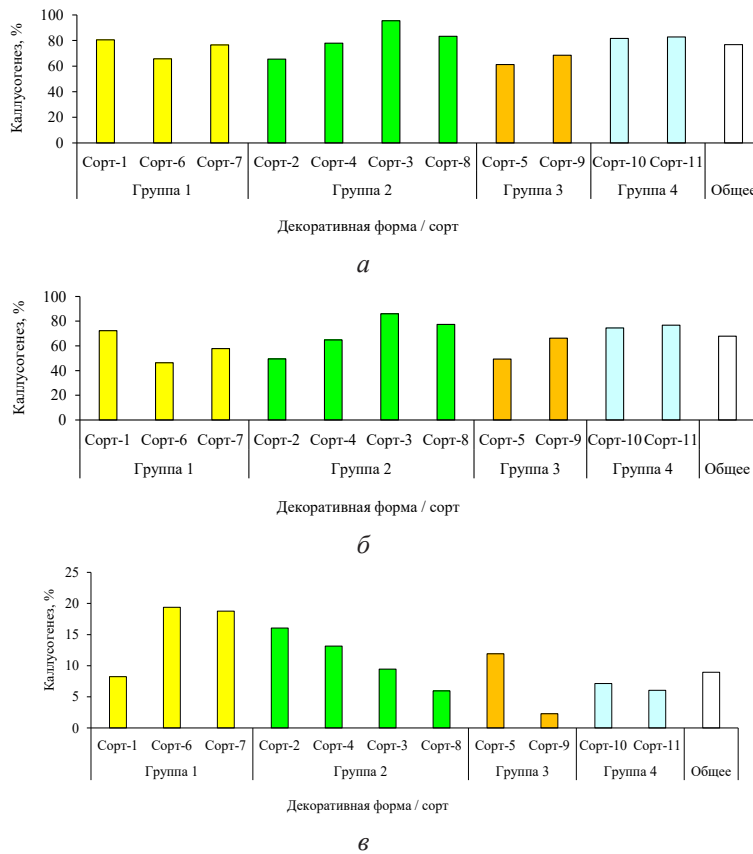 Каллусогенез, %
100
80
60
40
20
0
Сорт-1 Сорт-6 Сорт-7 Сорт-2 Сорт-4 Сорт-3 Сорт-8 Сорт-5 Сорт-9 Сорт-10 Сорт-11
Группа 1 Группа 2 Группа 3 Группа 4 Общее
Декоративная форма / сорт
а
Каллусогенез, %
100
80
60
40
20
0
Сорт-1 Сорт-6 Сорт-7 Сорт-2 Сорт-4 Сорт-3 Сорт-8 Сорт-5 Сорт-9 Сорт-10 Сорт-11
Группа 1 Группа 2 Группа 3 Группа 4 Общее
Декоративная форма / сорт
б
Каллусогенез, %
25
20
15
10
5
0
Сорт-1 Сорт-6 Сорт-7 Сорт-2 Сорт-4 Сорт-3 Сорт-8 Сорт-5 Сорт-9 Сорт-10 Сорт-11
Группа 1 Группа 2 Группа 3 Группа 4 Общее
Декоративная форма / сорт
в